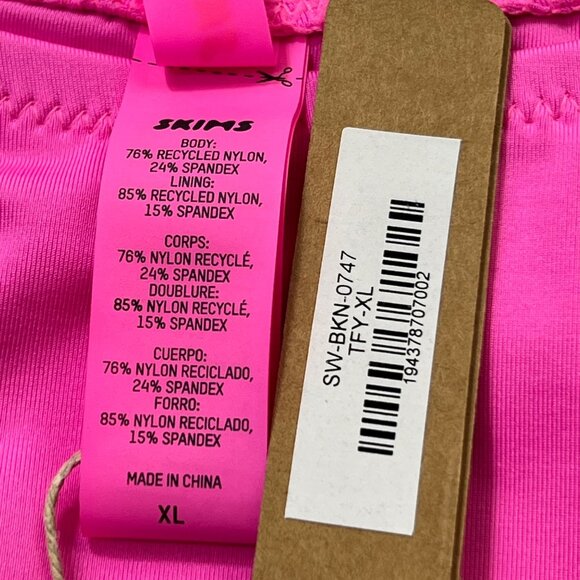 SKIMS
BODY:
76% RECYCLED NYLON,
24% SPANDEX
LINING:
85% RECYCLED NYLON,
15% SPANDEX
CORPS:
76% NYLON RECYCLÉ,
24% SPANDEX
DOUBLURE:
85% NYLON RECYCLÉ,
15% SPANDEX
CUERPO:
76% NYLON RECICLADO,
24% SPANDEX
FORRO:
85% NYLON RECICLADO,
15% SPANDEX
MADE IN CHINA
XL
SW-BKN-0747
TFY-XL
194378707002